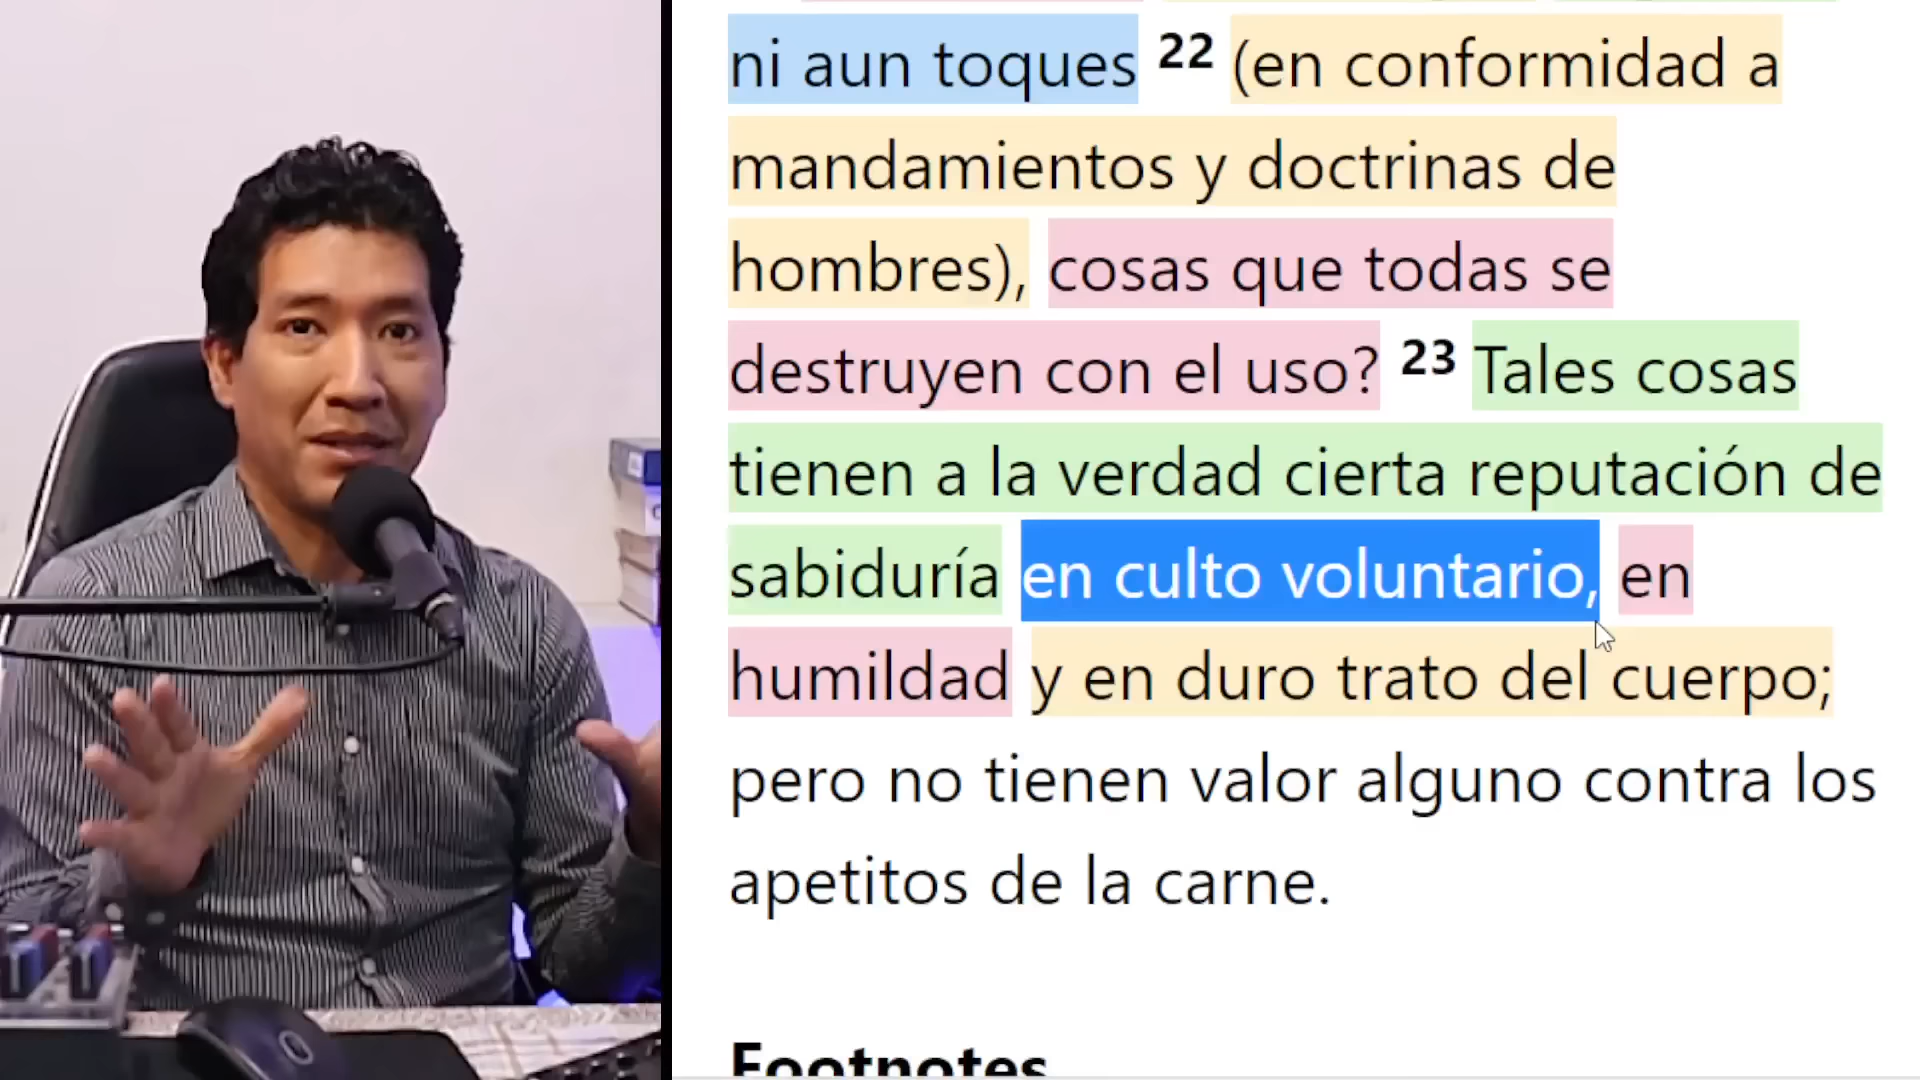 ni aun toques 22 (en conformidad a
mandamientos y doctrinas de
hombres), cosas que todas se
destruyen con el uso? 23 Tales cosas
tienen a la verdad cierta reputación de
sabiduría en culto voluntario, en
humildad y en duro trato del cuerpo;
pero no tienen valor alguno contra los
apetitos de la carne.
Footnotes